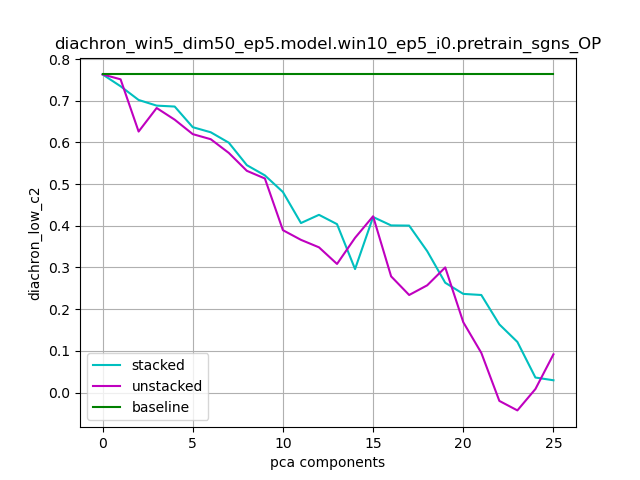 diachron_win5_dim50_ep5.model.win10_ep5_i0.pretrain_sgns_OP
0.8
0.7
0.6
0.5
0.4
0.3
0.2
0.1
0.0
diachron_low_c2
stacked
unstacked
baseline
0 5 10 15 20 25
pca components